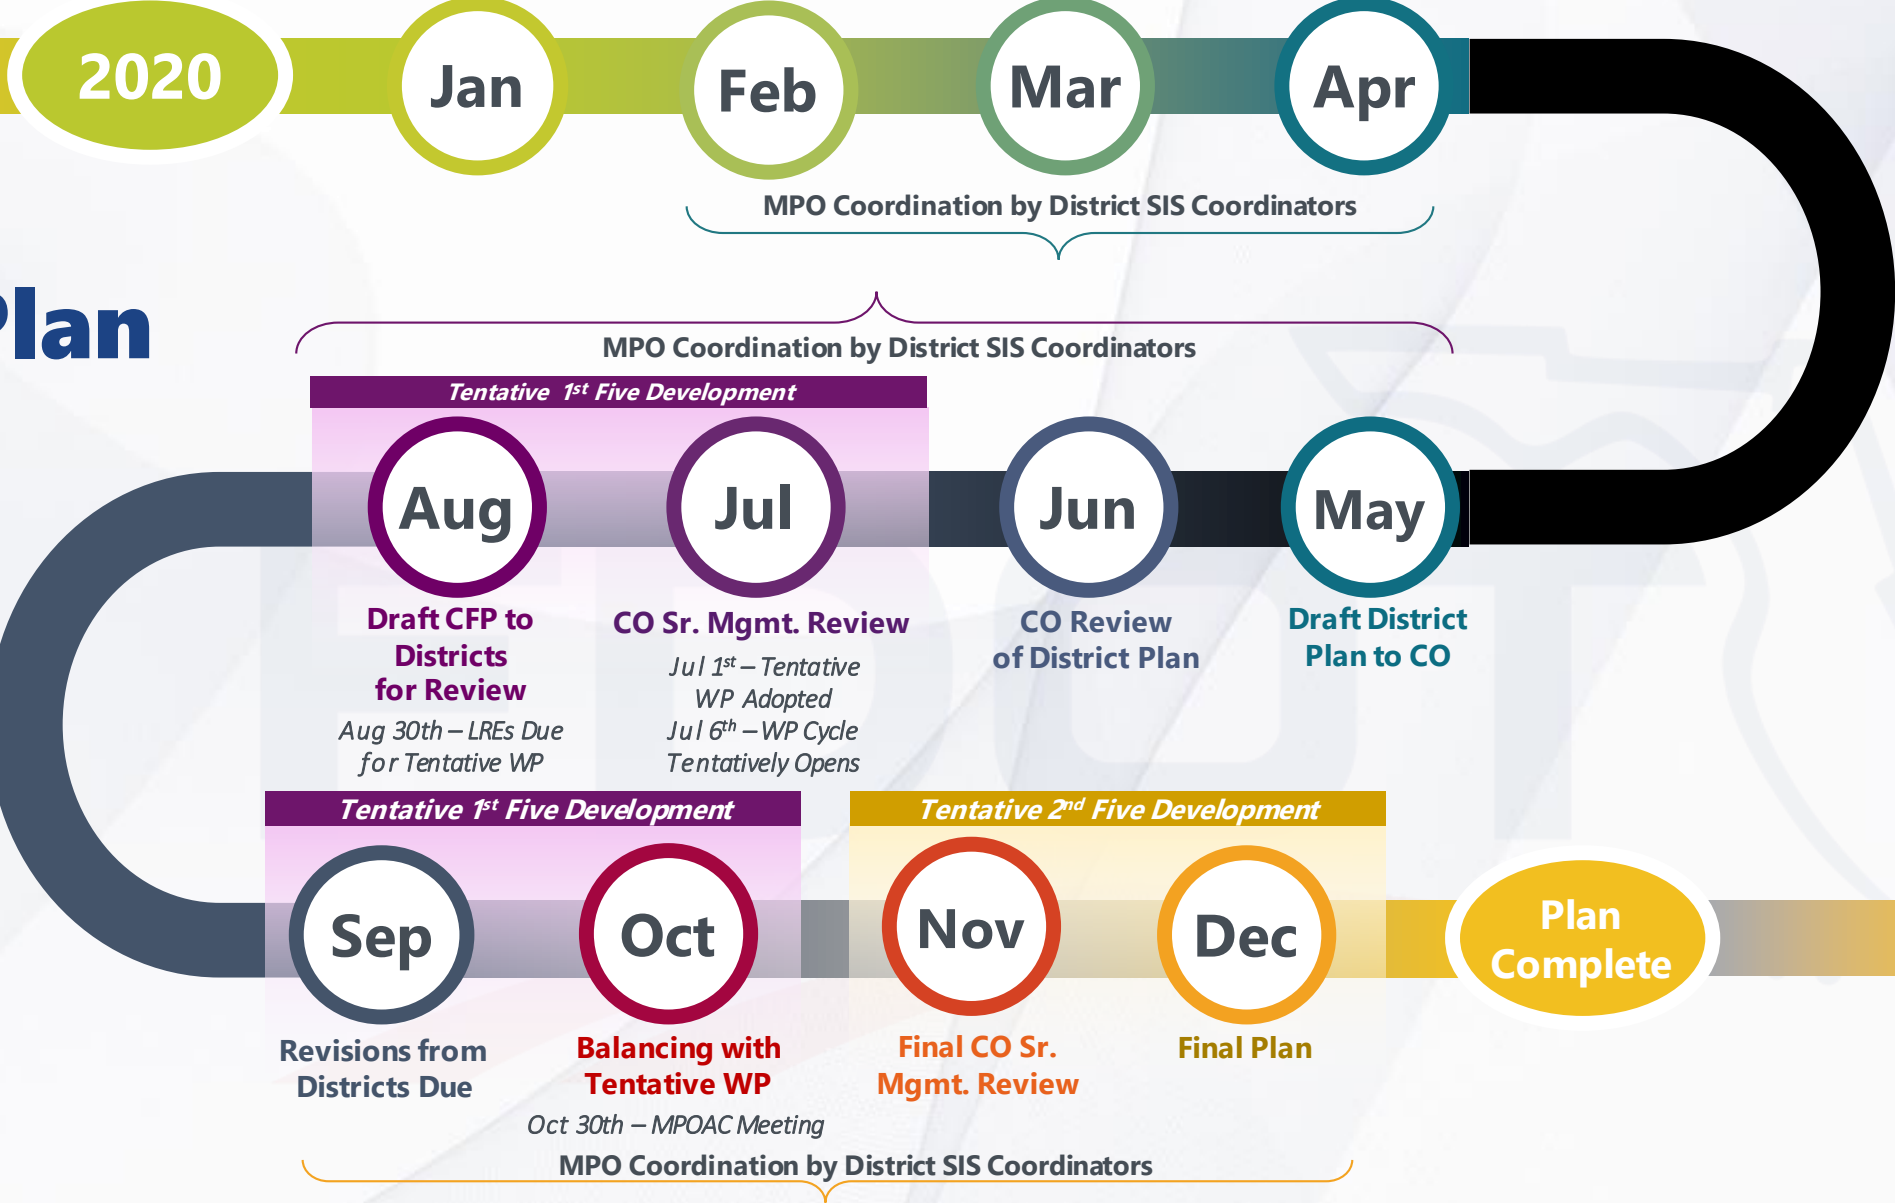 2020
Jan
Feb
Mar
Apr
MPO Coordination by District SIS Coordinators
Plan
MPO Coordination by District SIS Coordinators
Tentative 1st Five Development
Aug
Jul
Jun
May
Draft CFP to
Districts
for Review
Aug 30th – LREs Due
for Tentative WP
CO Sr. Mgmt. Review
Jul 1st – Tentative
WP Adopted
Jul 6th – WP Cycle
Tentatively Opens
CO Review
of District Plan
Draft District
Plan to CO
Tentative 1st Five Development
Tentative 2nd Five Development
Sep
Oct
Nov
Dec
Plan
Complete
Revisions from
Districts Due
Balancing with
Tentative WP
Oct 30th – MPOAC Meeting
Final CO Sr.
Mgmt. Review
Final Plan
MPO Coordination by District SIS Coordinators
FDOT